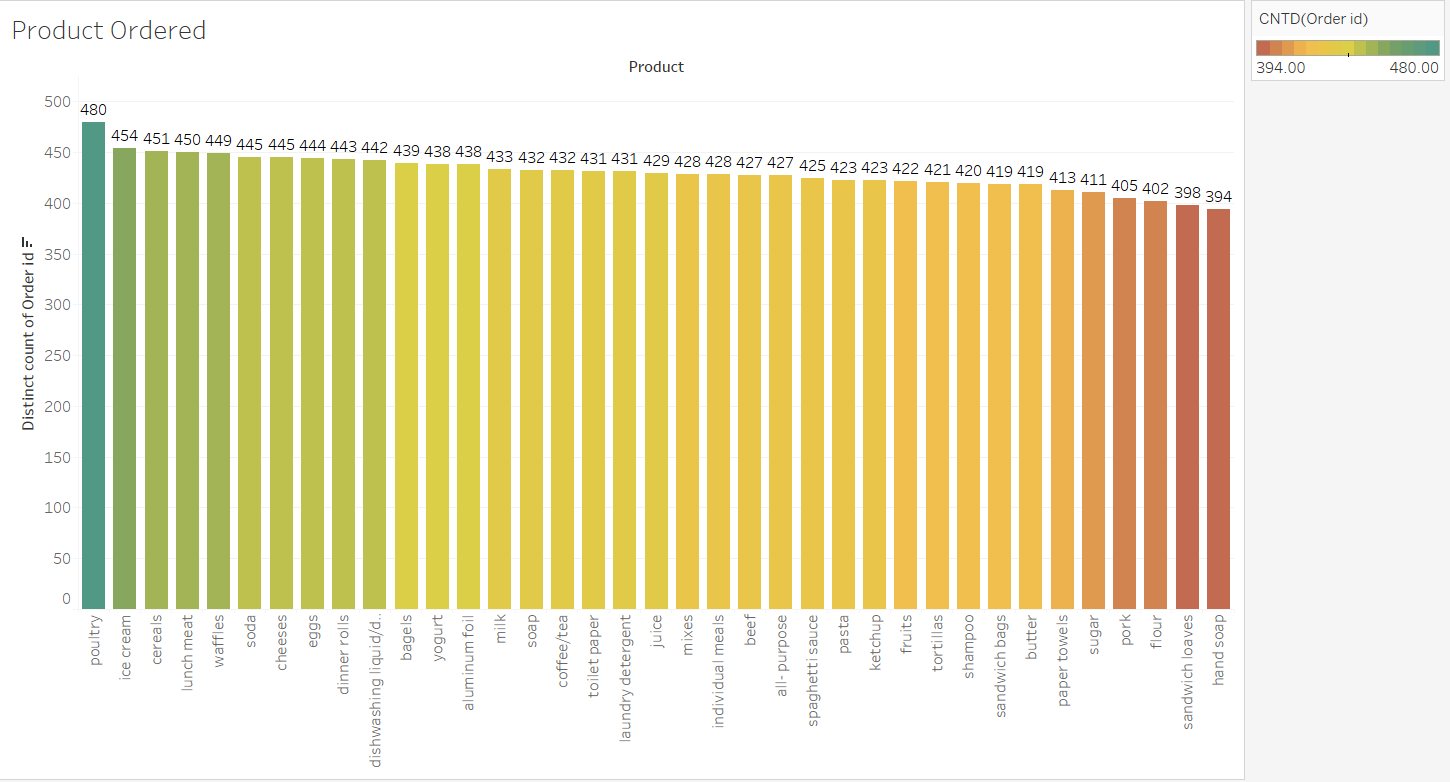 Product Ordered
CNTD(Order id)
394.00 480.00
Product
Distinct count of Order id
500
450
400
350
300
250
200
150
100
50
0
480 454 451 450 449 445 445 444 443 442 439 438 438 433 432 432 431 431 429 428 428 427 427 425 423 423 422 421 420 419 419 413 411 405 402 398 394
poultry
ice cream
cereals
lunch meat
waffles
soda
cheeses
eggs
dinner rolls
dishwashing liquid/d..
bagels
yogurt
aluminum foil
milk
soap
coffee/tea
toilet paper
laundry detergent
juice
mixes
individual meals
beef
all- purpose
spaghetti sauce
pasta
ketchup
fruits
tortillas
shampoo
sandwich bags
butter
paper towels
sugar
pork
flour
sandwich loaves
hand soap